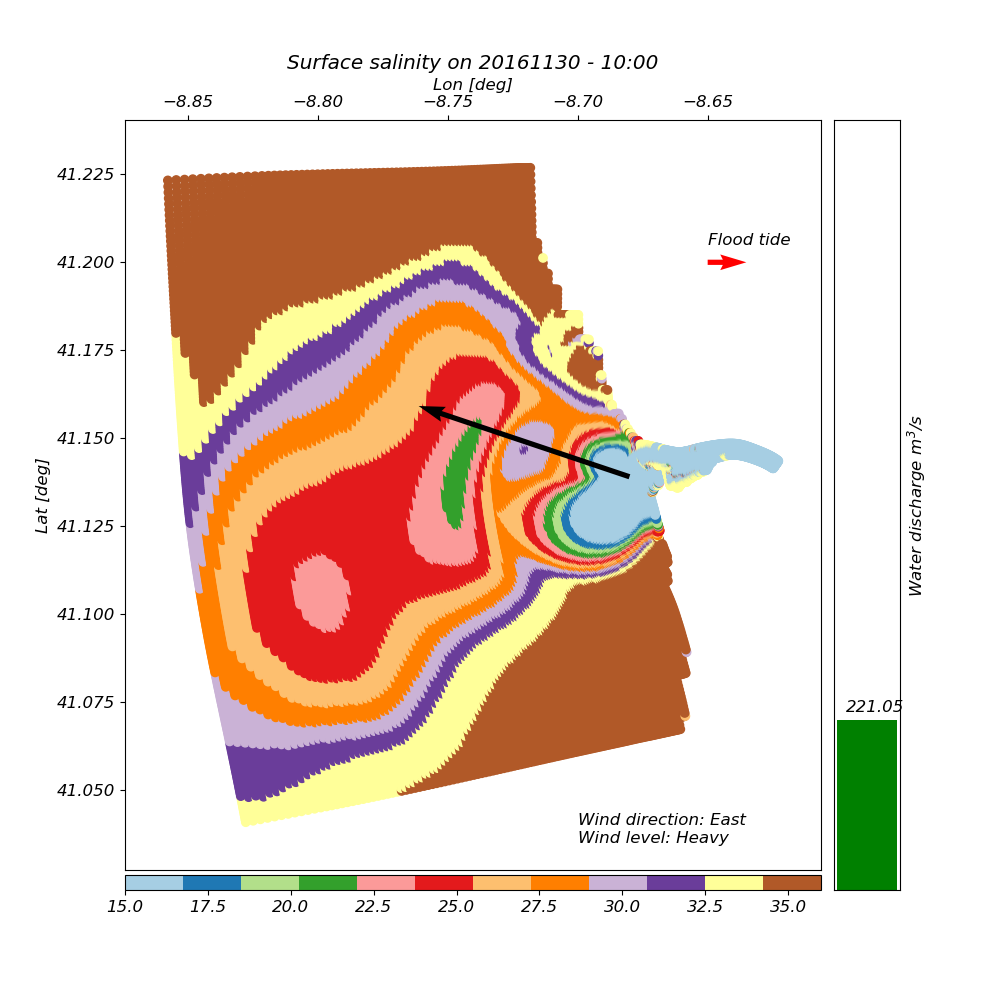 Surface salinity on 20161130 - 10:00
Lon [deg]
−8.85 −8.80 −8.75 −8.70 −8.65
41.225
41.200
41.175
41.150
41.125
41.100
41.075
41.050
Lat [deg]
Flood tide
Wind direction: East
Wind level: Heavy
221.05
Water discharge m³/s
15.0 17.5 20.0 22.5 25.0 27.5 30.0 32.5 35.0